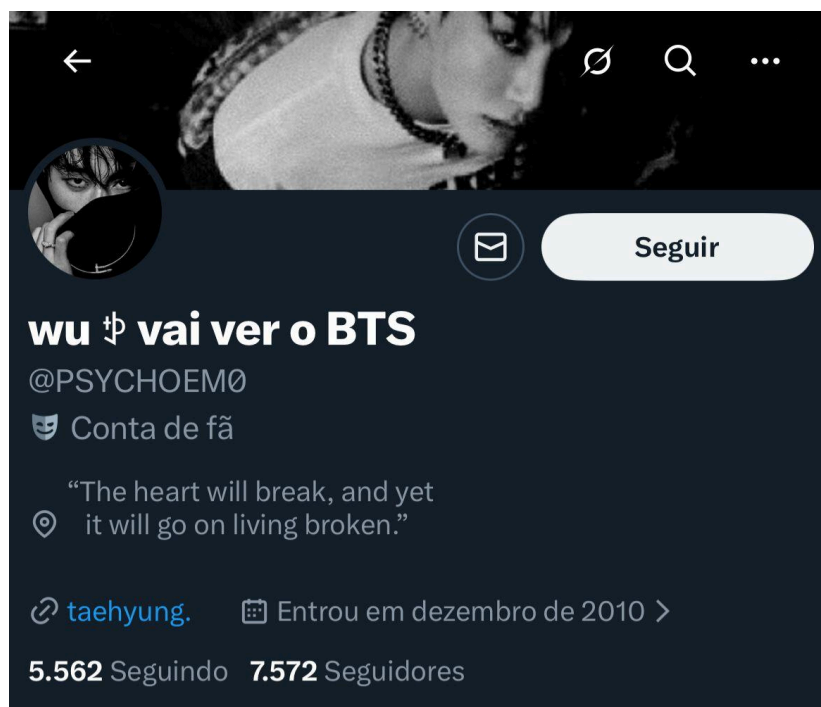 Seguir
wu ቕ vai ver o BTS
@PSYCHOEM0
Conta de fã
“The heart will break, and yet
it will go on living broken.”
taehyung. Entrou em dezembro de 2010
5.562 Seguindo 7.572 Seguidores